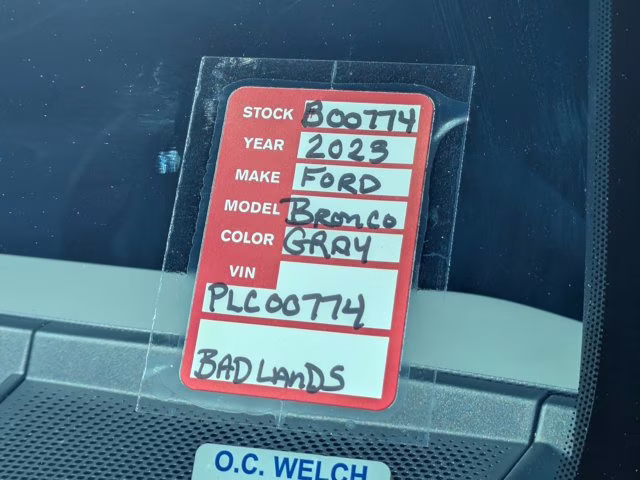 STOCK B00774
YEAR 2023
MAKE FORD
MODEL BRONCO
COLOR GRAY
VIN
PLC00774
BADLANDS
O.C. WELCH